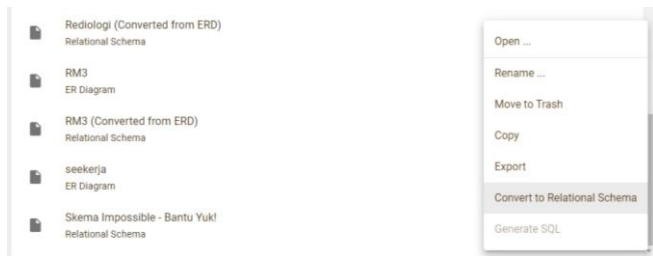 Rediologi (Converted from ERD)
Relational Schema
RM3
ER Diagram
RM3 (Converted from ERD)
Relational Schema
seekerja
ER Diagram
Skema Impossible - Bantu Yuk!
Relational Schema
Open ...
Rename ...
Move to Trash
Copy
Export
Convert to Relational Schema
Generate SQL